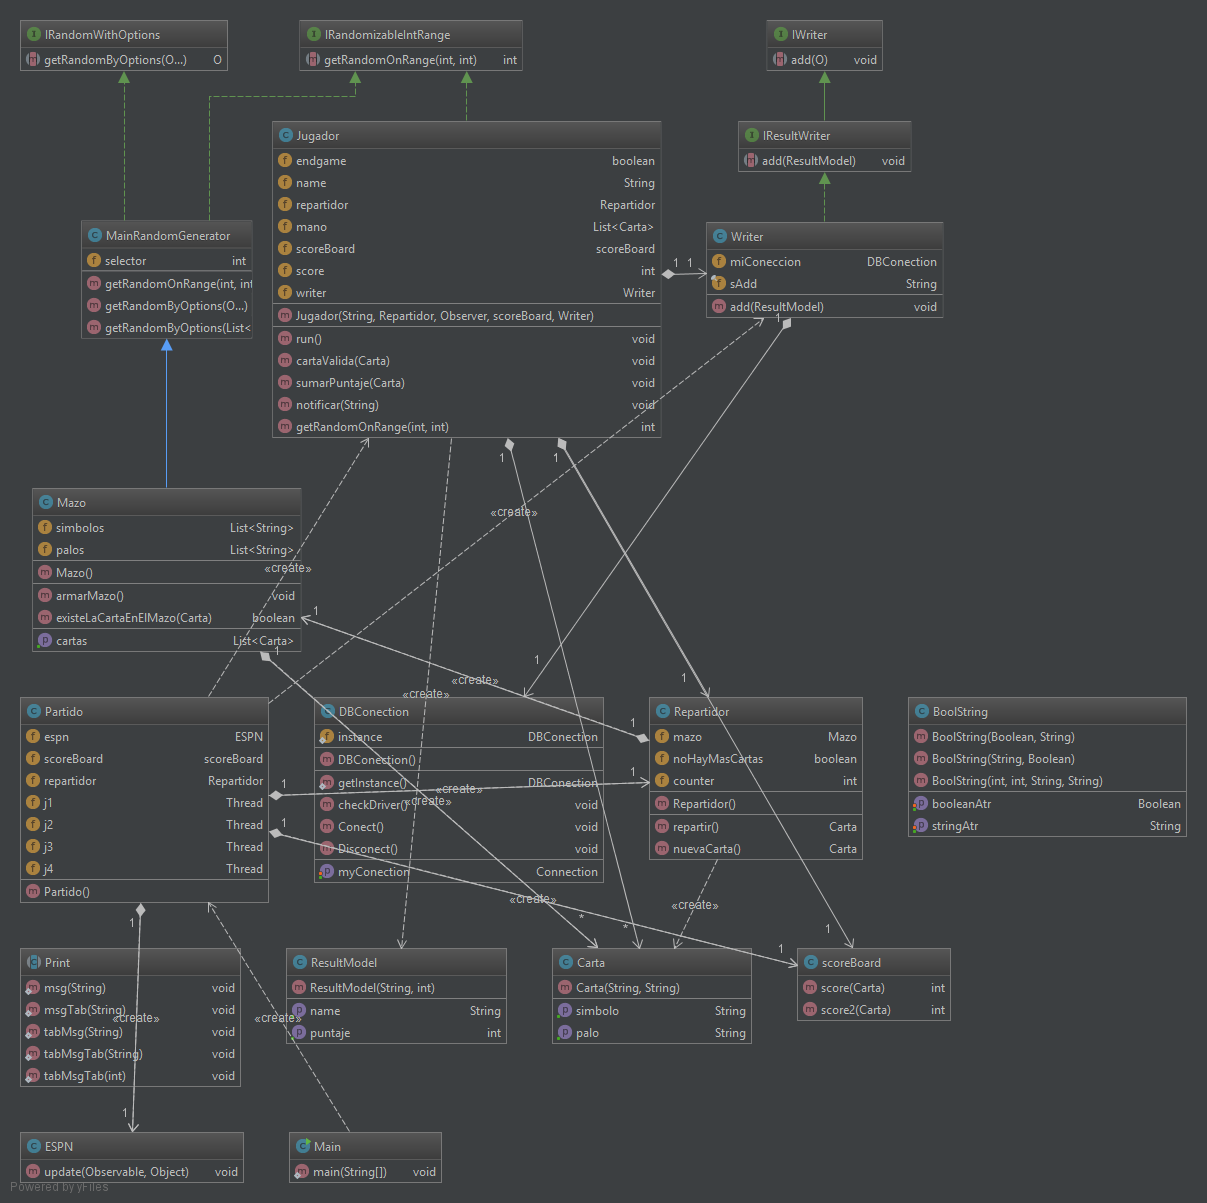 IRandomWithOptions
getRandomByOptions(O...) O
IRandomizableIntRange
getRandomOnRange(int, int) int
IWriter
add(O) void
IResultWriter
add(ResultModel) void
Jugador
endgame boolean
name String
repartidor Repartidor
mano List<Carta>
scoreBoard scoreBoard
score int
writer Writer
Jugador(String, Repartidor, Observer, scoreBoard, Writer)
run() void
cartaValida(Carta) void
sumarPuntaje(Carta) void
notificar(String) void
getRandomOnRange(int, int) int
MainRandomGenerator
selector int
getRandomOnRange(int, int
getRandomByOptions(O...)
getRandomByOptions(List<
Writer
miConeccion DBConection
sAdd String
add(ResultModel) void
1 1
1
1
1
«create»
Mazo
simbolos List<String>
palos List<String>
Mazo()
armarMazo() void
existeLaCartaEnElMazo(Carta) boolean
cartas List<Carta>
«create»
1
1
1
1
«create»
«create»
Partido
espn ESPN
scoreBoard scoreBoard
repartidor Repartidor
j1 Thread
j2 Thread
j3 Thread
j4 Thread
Partido()
DBConection
instance DBConection
DBConection()
getInstance() DBConection
checkDriver() void
Conect() void
Disconect() void
myConection Connection
Repartidor
mazo Mazo
noHayMasCartas boolean
counter int
Repartidor()
repartir() Carta
nuevaCarta() Carta
BoolString
BoolString(Boolean, String)
BoolString(String, Boolean)
BoolString(int, int, String, String)
booleanAtr Boolean
stringAtr String
1
1
1
1
«create»
«create»
«create»
«create»
1
*
*
1
1
Print
msg(String) void
msgTab(String) void
tabMsg(String) void
tabMsgTab(String) void
tabMsgTab(int) void
«create»
«create»
ResultModel
ResultModel(String, int)
name String
puntaje int
Carta
Carta(String, String)
simbolo String
palo String
scoreBoard
score(Carta) int
score2(Carta) int
1
ESPN
update(Observable, Object) void
Main
main(String[]) void
Powered by yFiles